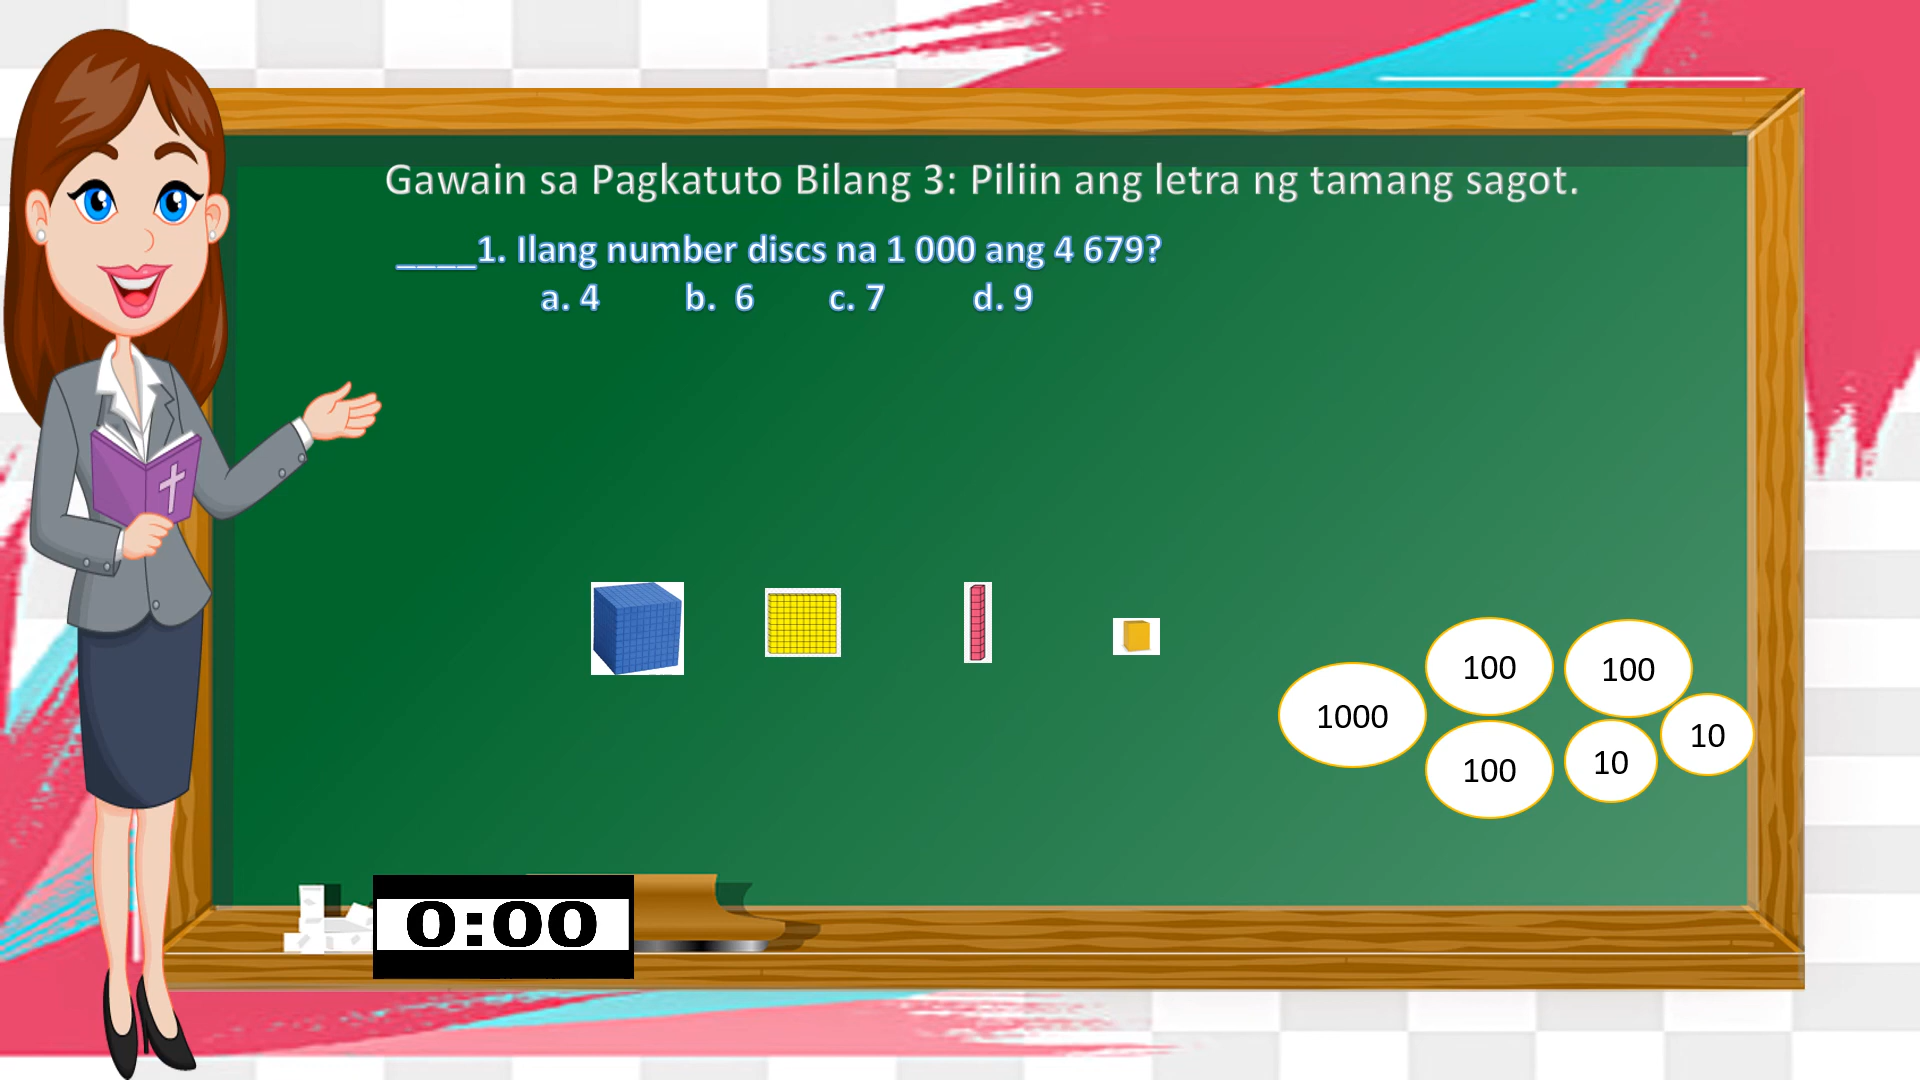 Gawain sa Pagkatuto Bilang 3: Piliin ang letra ng tamang sagot.
____1. Ilang number discs na 1 000 ang 4 679?
a. 4 b. 6 c. 7 d. 9
100 100
1000
10
100
10
0:00